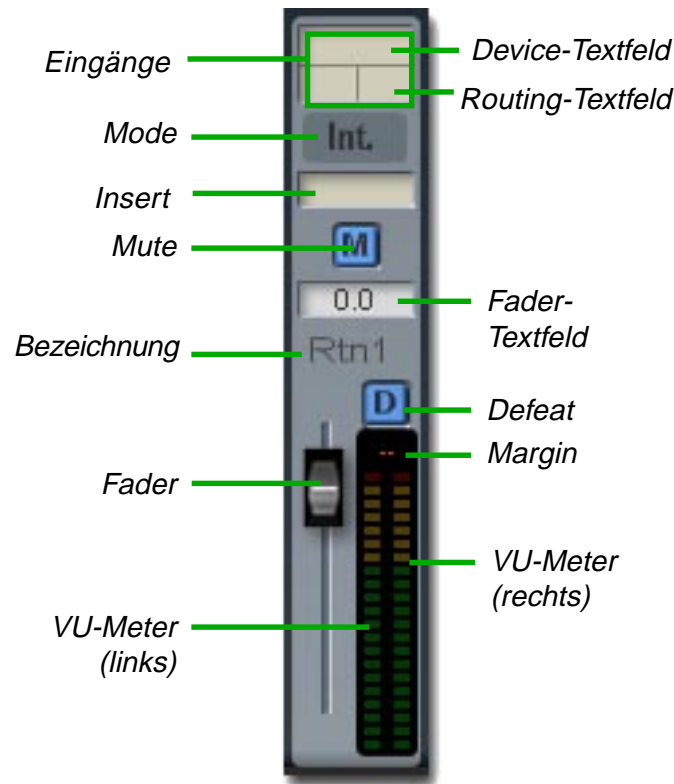 Eingänge
Device-Textfeld
Routing-Textfeld
Mode
Int.
Insert
Mute
M
0.0
Fader-
Textfeld
Bezeichnung
Rtn1
D
Defeat
--
Margin
Fader
VU-Meter
(rechts)
VU-Meter
(links)